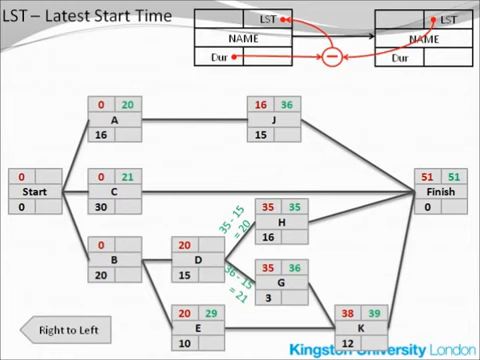 LST – Latest Start Time
LST
NAME
Dur
LST
NAME
Dur
0 20
A
16
16 36
J
15
0
Start
0
0 21
C
30
51 51
Finish
0
35 - 15
= 20
35 35
H
16
0
B
20
20
D
15
36 - 15
= 21
35 36
G
3
20 29
E
10
38 39
K
12
Right to Left
Kingston University London